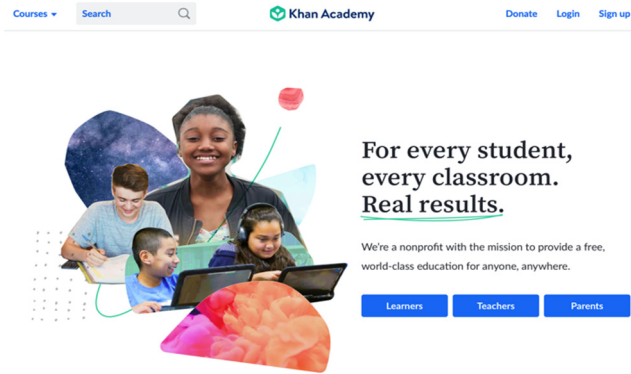 Courses
Search
Khan Academy
Donate
Login
Sign up
For every student,
every classroom.
Real results.
We're a nonprofit with the mission to provide a free,
world-class education for anyone, anywhere.
Learners
Teachers
Parents